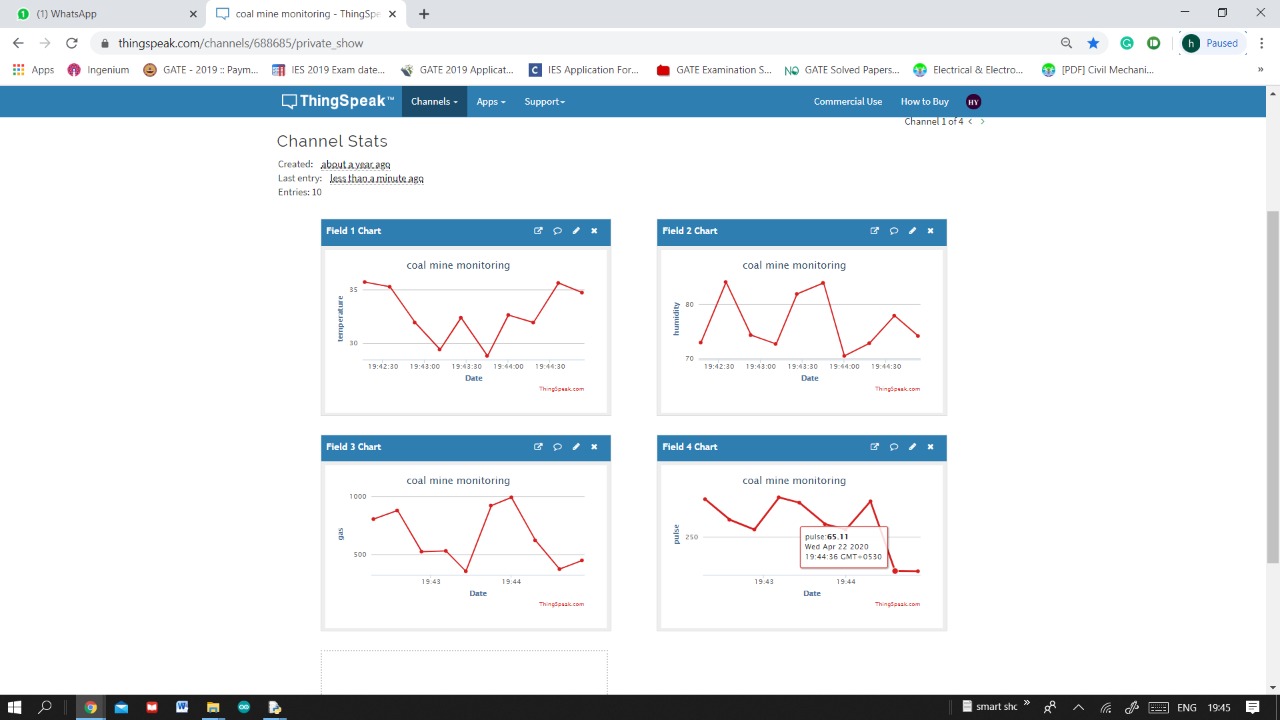 (1) WhatsApp
coal mine monitoring - ThingSpe
thingspeak.com/channels/688685/private_show
h Paused
Apps Ingenium GATE - 2019 :: Paym... IES 2019 Exam date... GATE 2019 Applicat... IES Application For... GATE Examination S... GATE Solved Papers... Electrical & Electro... [PDF] Civil Mechani... »
ThingSpeak™ Channels Apps Support Commercial Use How to Buy HY
Channel 1 of 4 < >
Channel Stats
Created: about a year ago
Last entry: less than a minute ago
Entries: 10
Field 1 Chart
coal mine monitoring
temperature
35
30
19:42:30 19:43:00 19:43:30 19:44:00 19:44:30
Date
ThingSpeak.com
Field 2 Chart
coal mine monitoring
humidity
80
70
19:42:30 19:43:00 19:43:30 19:44:00 19:44:30
Date
ThingSpeak.com
Field 3 Chart
coal mine monitoring
gas
1000
500
19:43 19:44
Date
ThingSpeak.com
Field 4 Chart
coal mine monitoring
pulse
250
pulse:65.11
Wed Apr 22 2020
19:44:36 GMT+0530
19:43 19:44
Date
ThingSpeak.com
smart shc » ENG 19:45